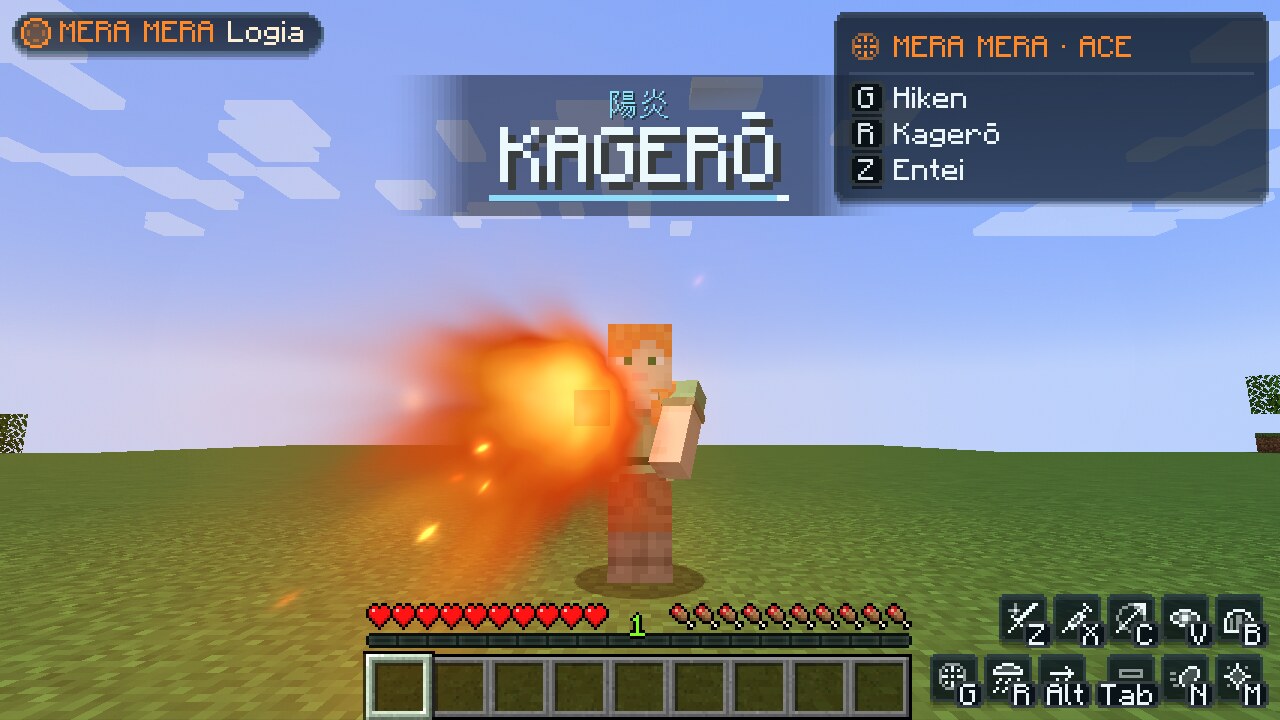 MERA MERA Logia
陽炎
KAGERŌ
MERA MERA · ACE
G Hiken
R Kagerō
Z Entei
1
Z X C V B
G R Alt Tab N M